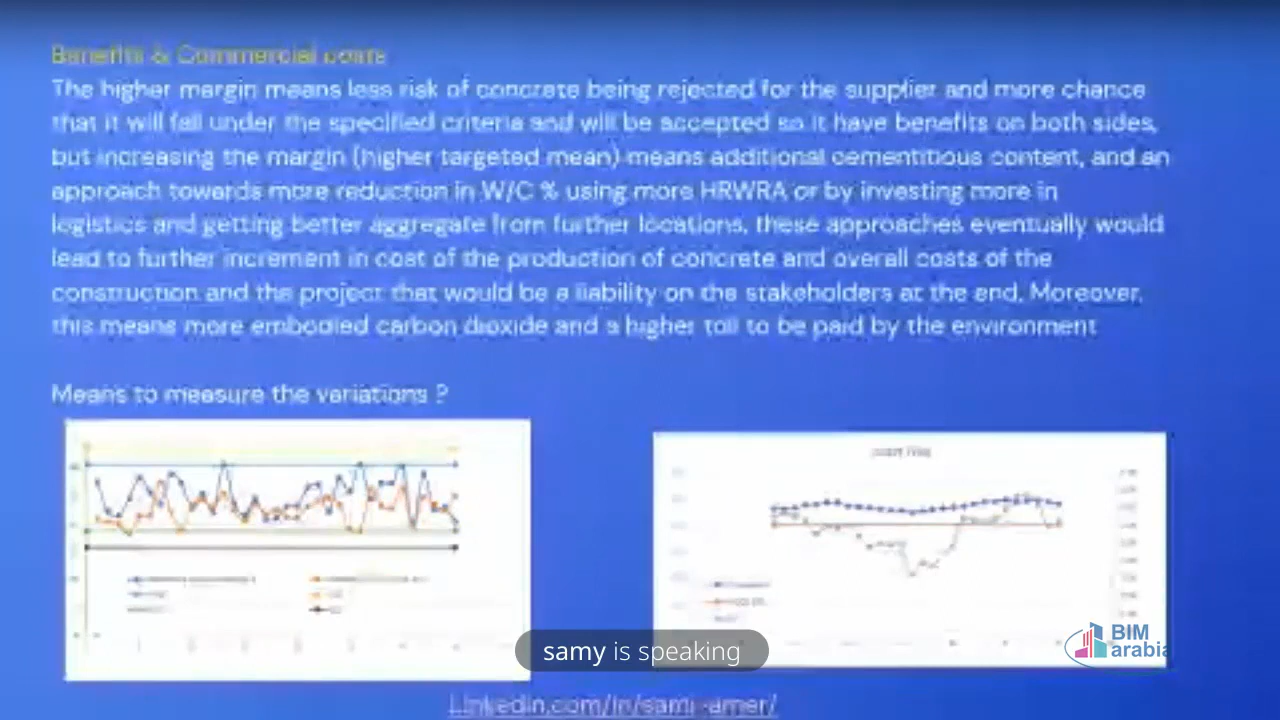 Benefits & Commercial costs
The higher margin means less risk of concrete being rejected for the supplier and more chance
that it will fall under the specified criteria and will be accepted so it have benefits on both sides,
but increasing the margin (higher targeted mean) means additional cementitious content, and an
approach towards more reduction in W/C % using more HRWRA or by investing more in
logistics and getting better aggregate from further locations, these approaches eventually would
lead to further increment in cost of the production of concrete and overall costs of the
construction and the project that would be a liability on the stakeholders at the end, Moreover,
this means more embodied carbon dioxide and a higher toll to be paid by the environment
Means to measure the variations ?
samy is speaking
BIM
arabia
Linkedin.com/in/sami-amer/